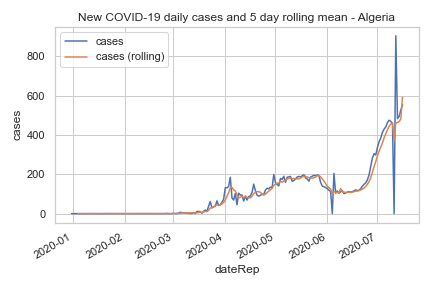 New COVID-19 daily cases and 5 day rolling mean - Algeria
cases
cases (rolling)
800
600
400
200
0
cases
2020-01
2020-02
2020-03
2020-04
2020-05
2020-06
2020-07
dateRep